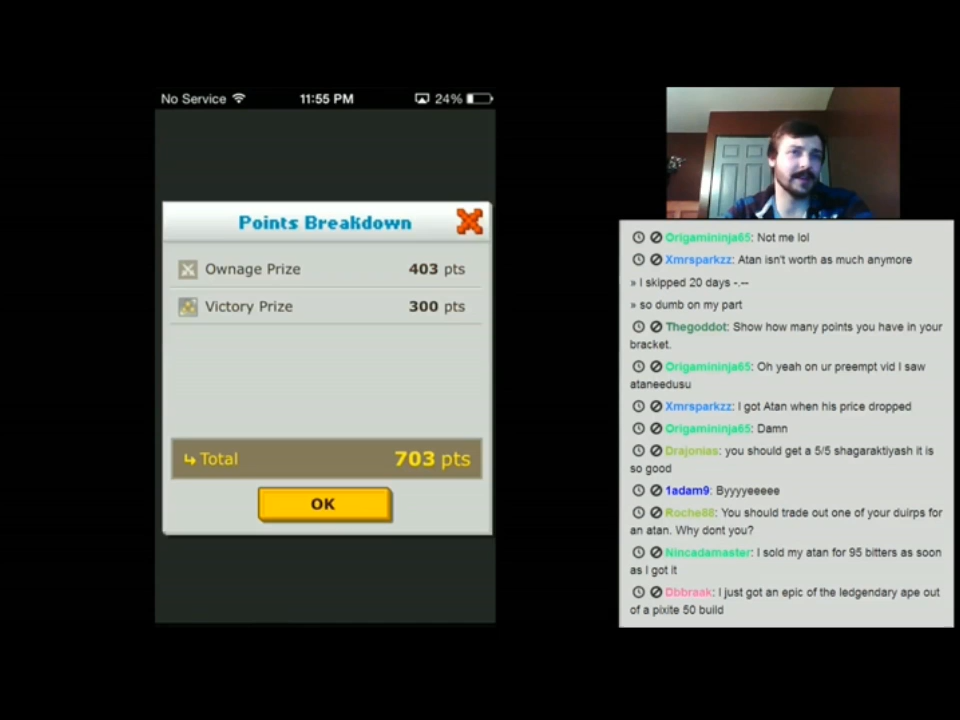 No Service
11:55 PM
24%
Points Breakdown
Ownage Prize 403 pts
Victory Prize 300 pts
Total 703 pts
OK
Origamininja65: Not me lol
Xmrsparkzz: Atan isn't worth as much anymore
» I skipped 20 days -.--
» so dumb on my part
Thegoddot: Show how many points you have in your
bracket.
Origamininja65: Oh yeah on ur preempt vid I saw
ataneedusu
Xmrsparkzz: I got Atan when his price dropped
Origamininja65: Damn
Drajonias: you should get a 5/5 shagaraktiyash it is
so good
1adam9: Byyyyeeeee
Roche88: You should trade out one of your duirps for
an atan. Why dont you?
Nincadamaster: I sold my atan for 95 bitters as soon
as I got it
Dbbraak: I just got an epic of the ledgendary ape out
of a pixite 50 build